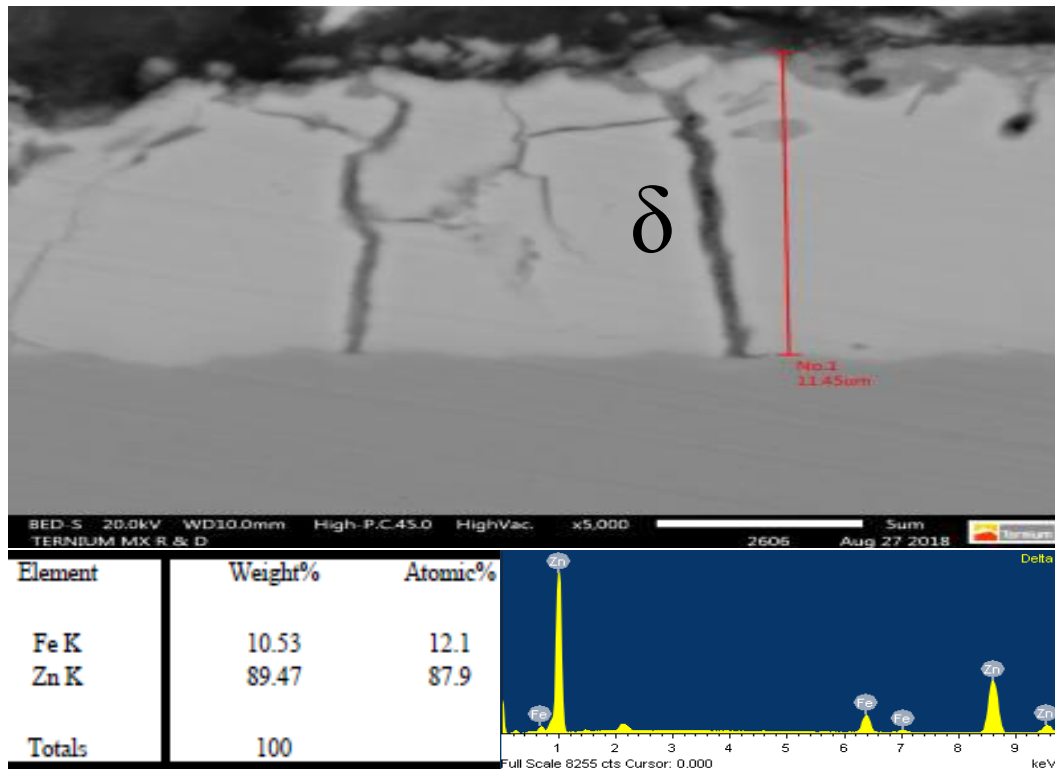 δ
No.1
11.45um
BED-S 20.0kV WD10.0mm High-P.C.45.0 HighVac. x5,000 5um
TERNIUM MX R & D 2606 Aug 27 2018
Ternium
Element Weight% Atomic%
Fe K 10.53 12.1
Zn K 89.47 87.9
Totals 100
Delta
Zn
Zn
Fe Fe Fe Zn
1 2 3 4 5 6 7 8 9
Full Scale 8255 cts Cursor: 0.000 keV